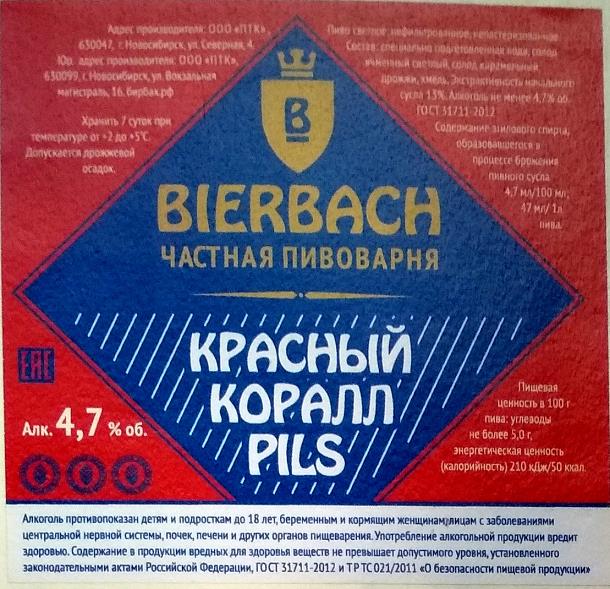 Адрес производителя: ООО «ПТК»,
630047, г. Новосибирск, ул. Северная, 4.
Юр. адрес производителя: ООО «ПТК»,
630099, г. Новосибирск, ул. Вокзальная
магистраль, 16. бирбах.рф
Хранить 7 суток при
температуре от +2 до +5°С.
Допускается дрожжевой
осадок.
Пиво светлое, нефильтрованное, непастеризованное
Состав: специально подготовленная вода, солод
ячменный светлый, солод карамельный,
дрожжи, хмель. Экстрактивность начального
сусла 13%. Алкоголь не менее 4,7% об.
ГОСТ 31711-2012
Содержание этилового спирта,
образовавшегося в
процессе брожения
пивного сусла
4,7 мл/100 мл,
47 мл/ 1л
пива.
B
BIERBACH
ЧАСТНАЯ ПИВОВАРНЯ
КРАСНЫЙ
КОРАЛЛ
PILS
EAC
Алк. 4,7 % об.
Пищевая
ценность в 100 г
пива: углеводы
не более 5,0 г,
энергетическая ценность
(калорийность) 210 кДж/50 ккал.
Алкоголь противопоказан детям и подросткам до 18 лет, беременным и кормящим женщинам, лицам с заболеваниями
центральной нервной системы, почек, печени и других органов пищеварения. Употребление алкогольной продукции вредит
здоровью. Содержание в продукции вредных для здоровья веществ не превышает допустимого уровня, установленного
законодательными актами Российской Федерации, ГОСТ 31711-2012 и ТР ТС 021/2011 «О безопасности пищевой продукции»